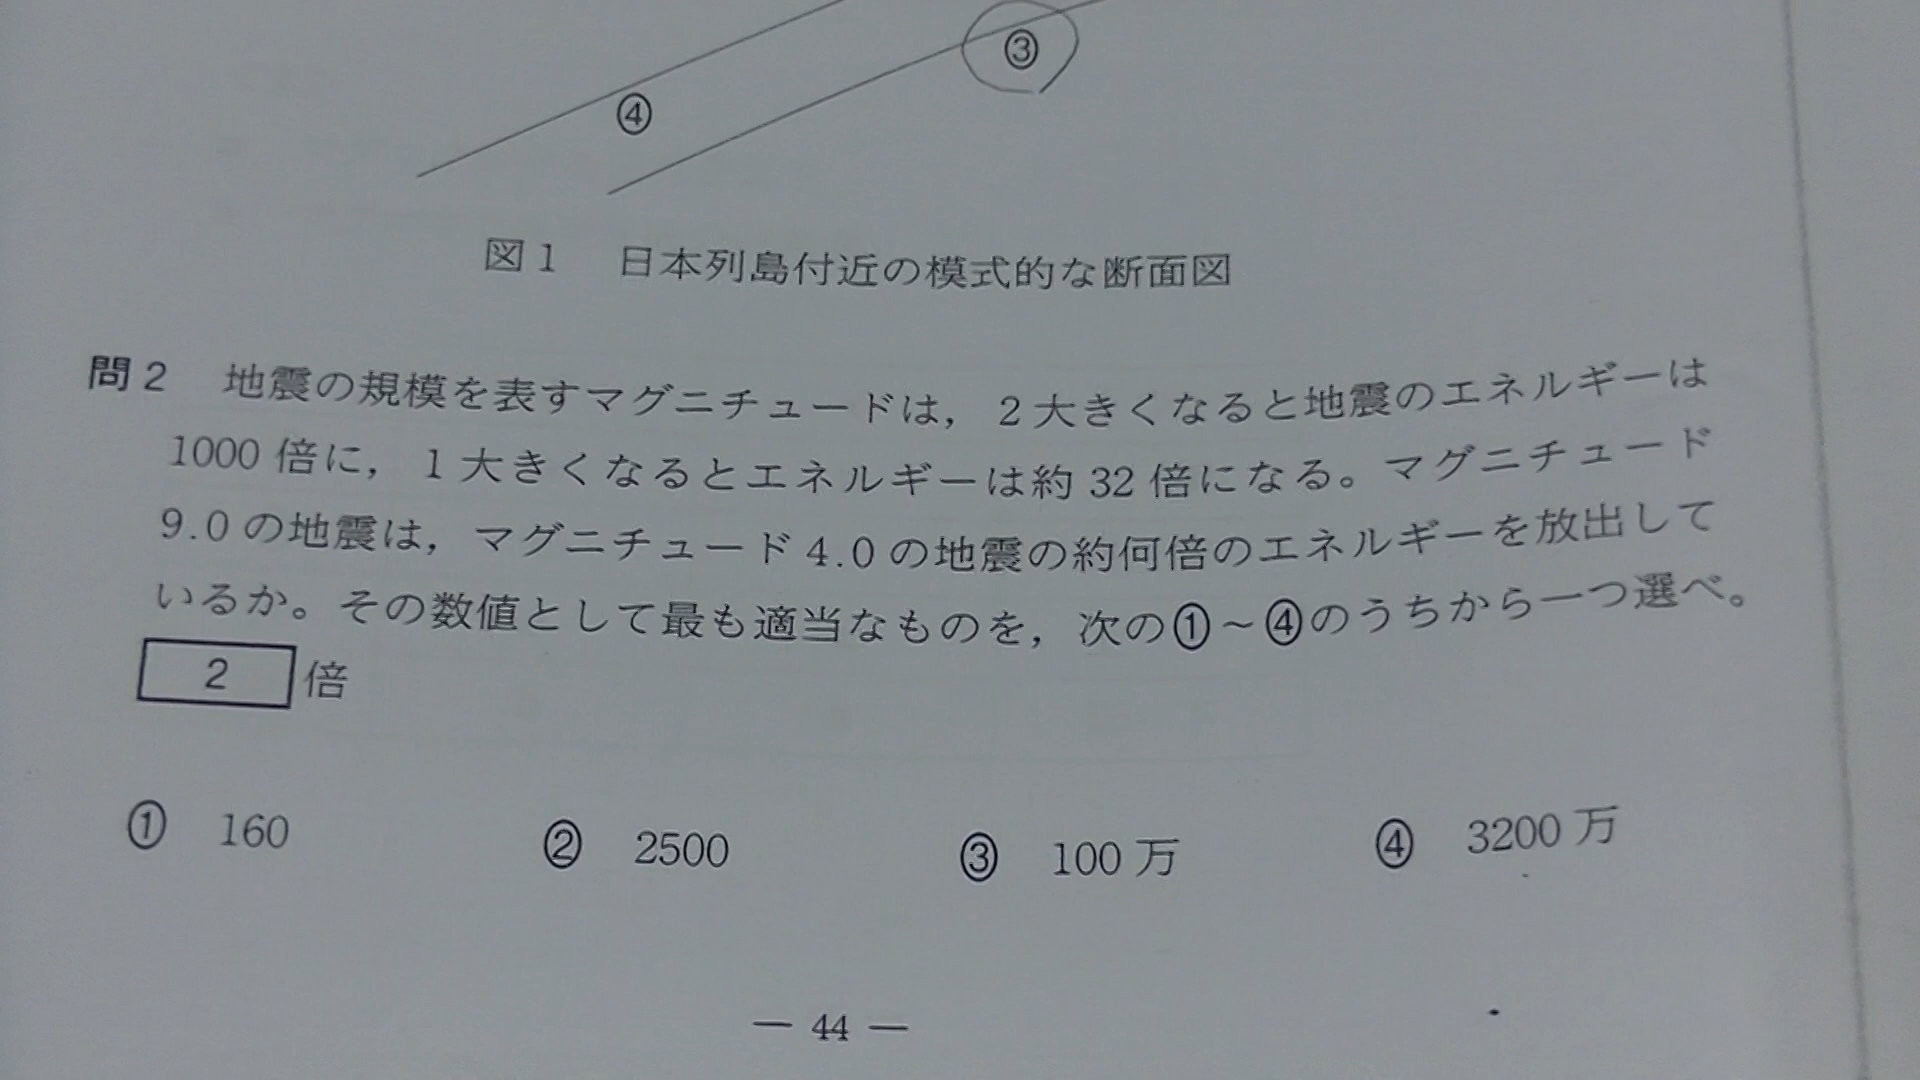 ③
④
図1 日本列島付近の模式的な断面図
問2 地震の規模を表すマグニチュードは，2大きくなると地震のエネルギーは
1000倍に，1大きくなるとエネルギーは約32倍になる。マグニチュード
9.0の地震は，マグニチュード4.0の地震の約何倍のエネルギーを放出して
いるか。その数値として最も適当なものを，次の①～④のうちから一つ選べ。
2 倍
① 160 ② 2500 ③ 100万 ④ 3200万
— 44 —